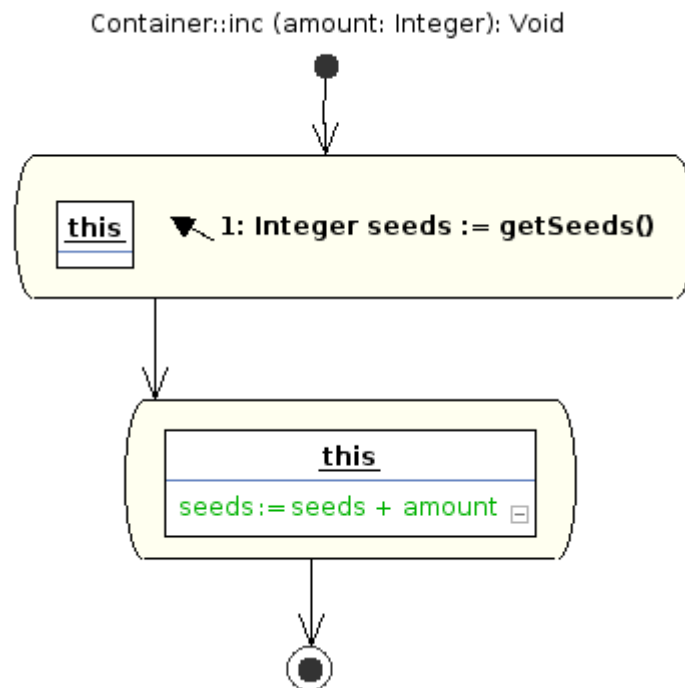 Container::inc (amount: Integer): Void
this
1: Integer seeds := getSeeds()
this
seeds:=seeds + amount